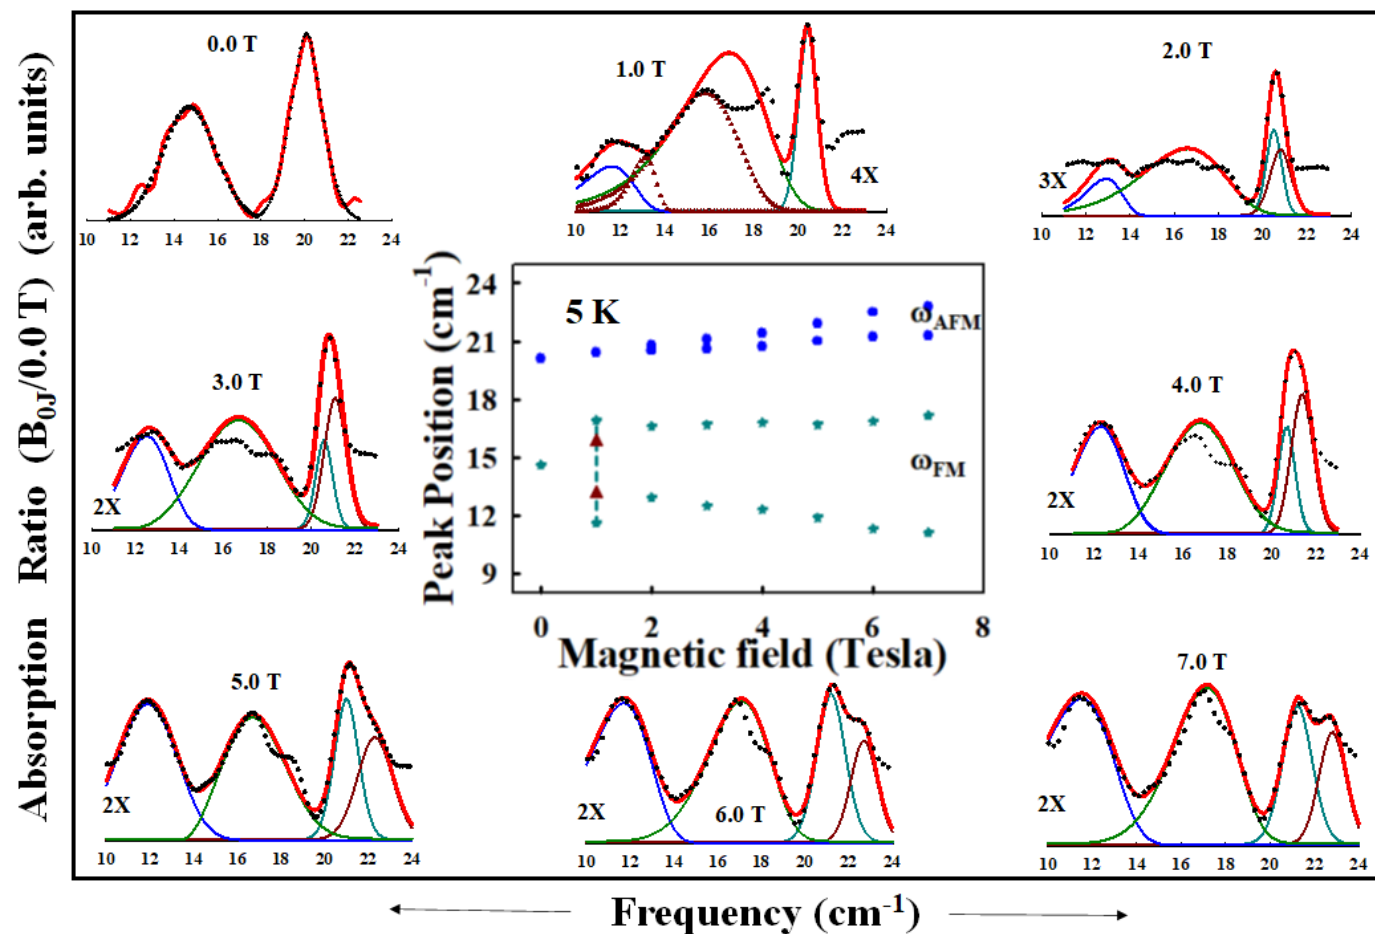 Absorption Ratio (B0J/0.0 T) (arb. units)
0.0 T
10 12 14 16 18 20 22 24
1.0 T
4X
10 12 14 16 18 20 22 24
2.0 T
3X
10 12 14 16 18 20 22 24
3.0 T
2X
10 12 14 16 18 20 22 24
Peak Position (cm-1)
24
21
18
15
12
9
5 K
ωAFM
ωFM
0 2 4 6 8
Magnetic field (Tesla)
4.0 T
2X
10 12 14 16 18 20 22 24
5.0 T
2X
10 12 14 16 18 20 22 24
6.0 T
2X
10 12 14 16 18 20 22 24
7.0 T
2X
10 12 14 16 18 20 22 24
Frequency (cm-1)